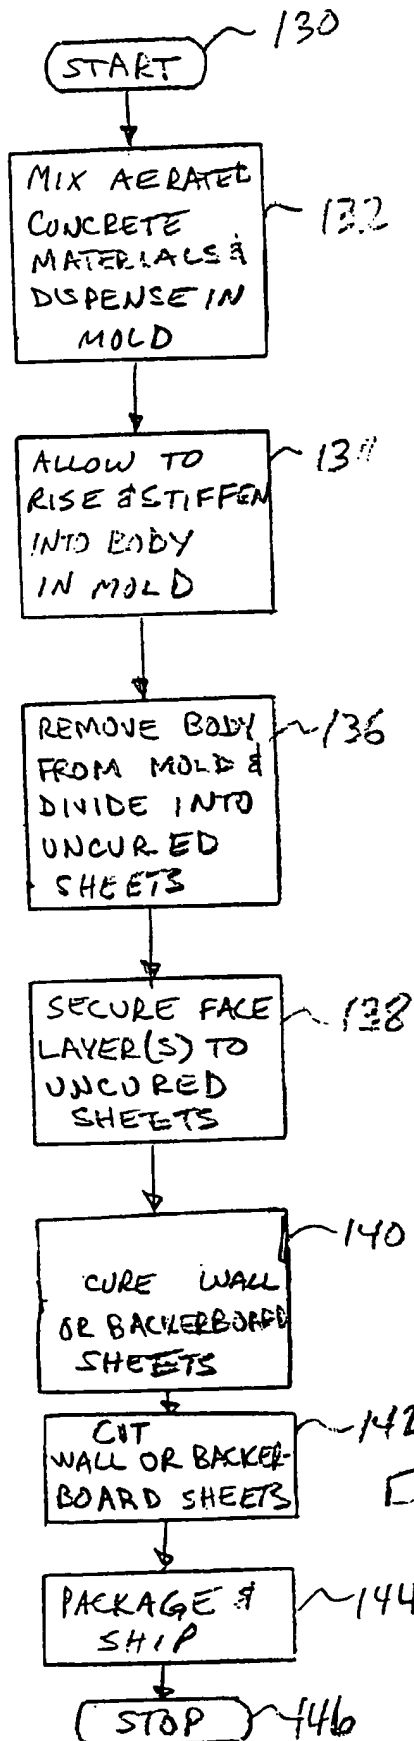 130
START
MIX AERATED
CONCRETE
MATERIALS &
DISPENSE IN
MOLD
132
ALLOW TO
RISE & STIFFEN
INTO BODY
IN MOLD
REMOVE BODY
FROM MOLD &
DIVIDE INTO
UNCURED
SHEETS
136
SECURE FACE
LAYER(S) TO
UNCURED
SHEETS
138
CURE WALL
OR BACKERBOARD
SHEETS
140
CUT
WALL OR BACKER-
BOARD SHEETS
142
PACKAGE &
SHIP
144
STOP
146